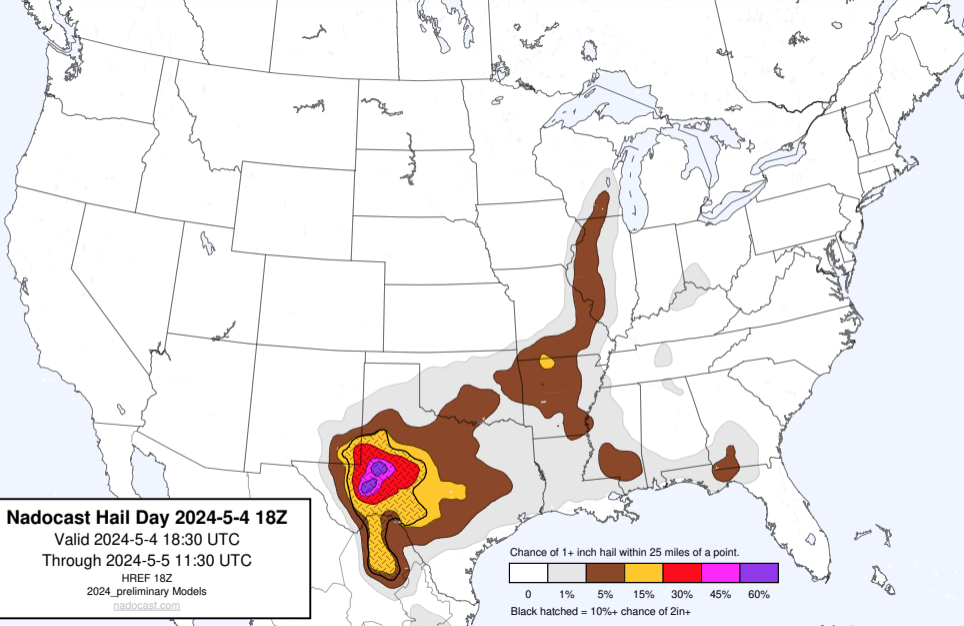 Nadocast Hail Day 2024-5-4 18Z
Valid 2024-5-4 18:30 UTC
Through 2024-5-5 11:30 UTC
HREF 18Z
2024_preliminary Models
nadocast.com
Chance of 1+ inch hail within 25 miles of a point.
0 1% 5% 15% 30% 45% 60%
Black hatched = 10%+ chance of 2in+